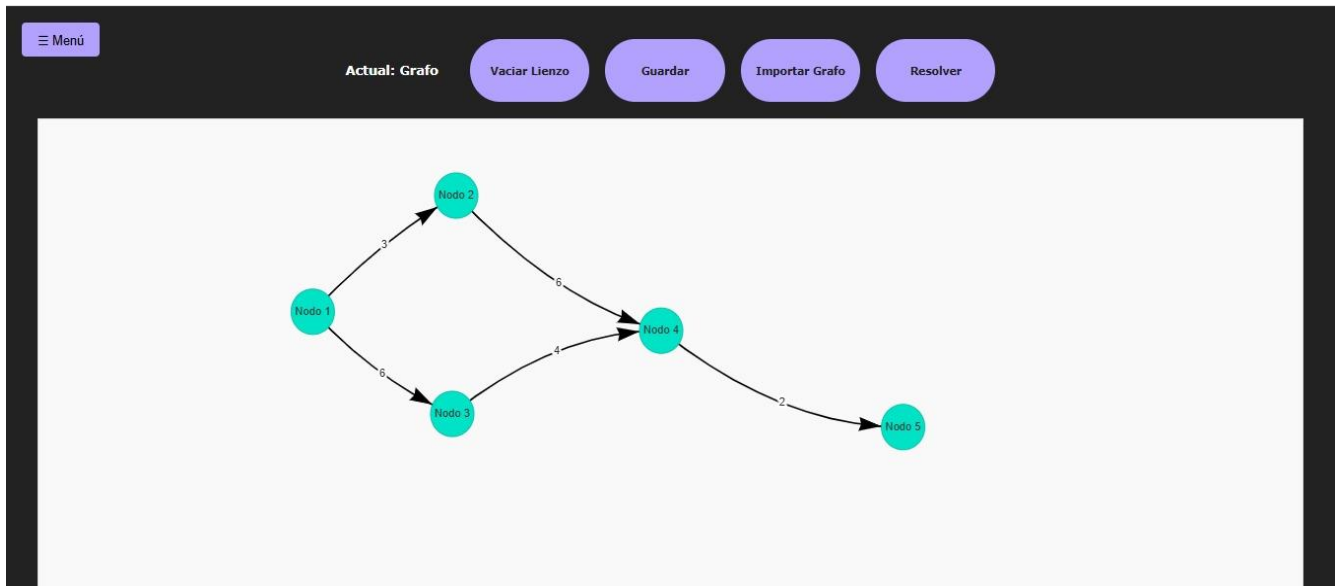 ☰ Menú
Actual: Grafo
Vaciar Lienzo
Guardar
Importar Grafo
Resolver
Nodo 2
3
6
Nodo 1
Nodo 4
4
6
2
Nodo 3
Nodo 5